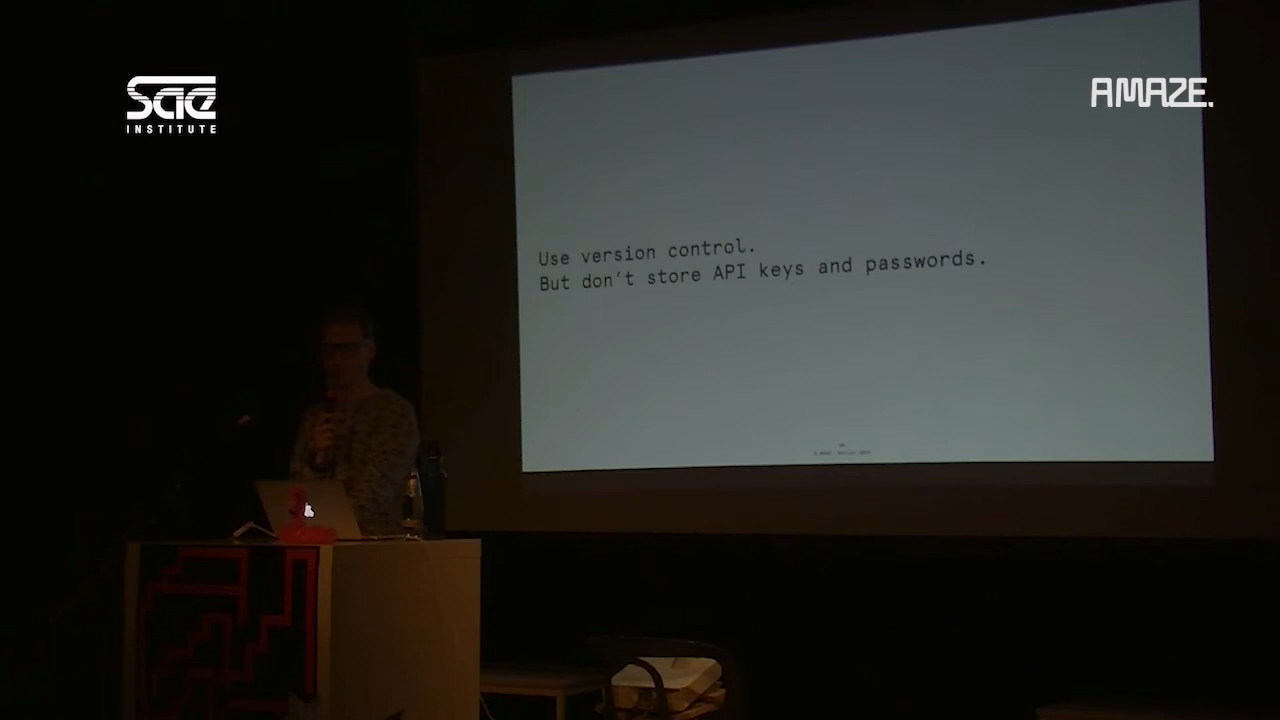 Sae
INSTITUTE
AMAZE.
Use version control.
But don't store API keys and passwords.